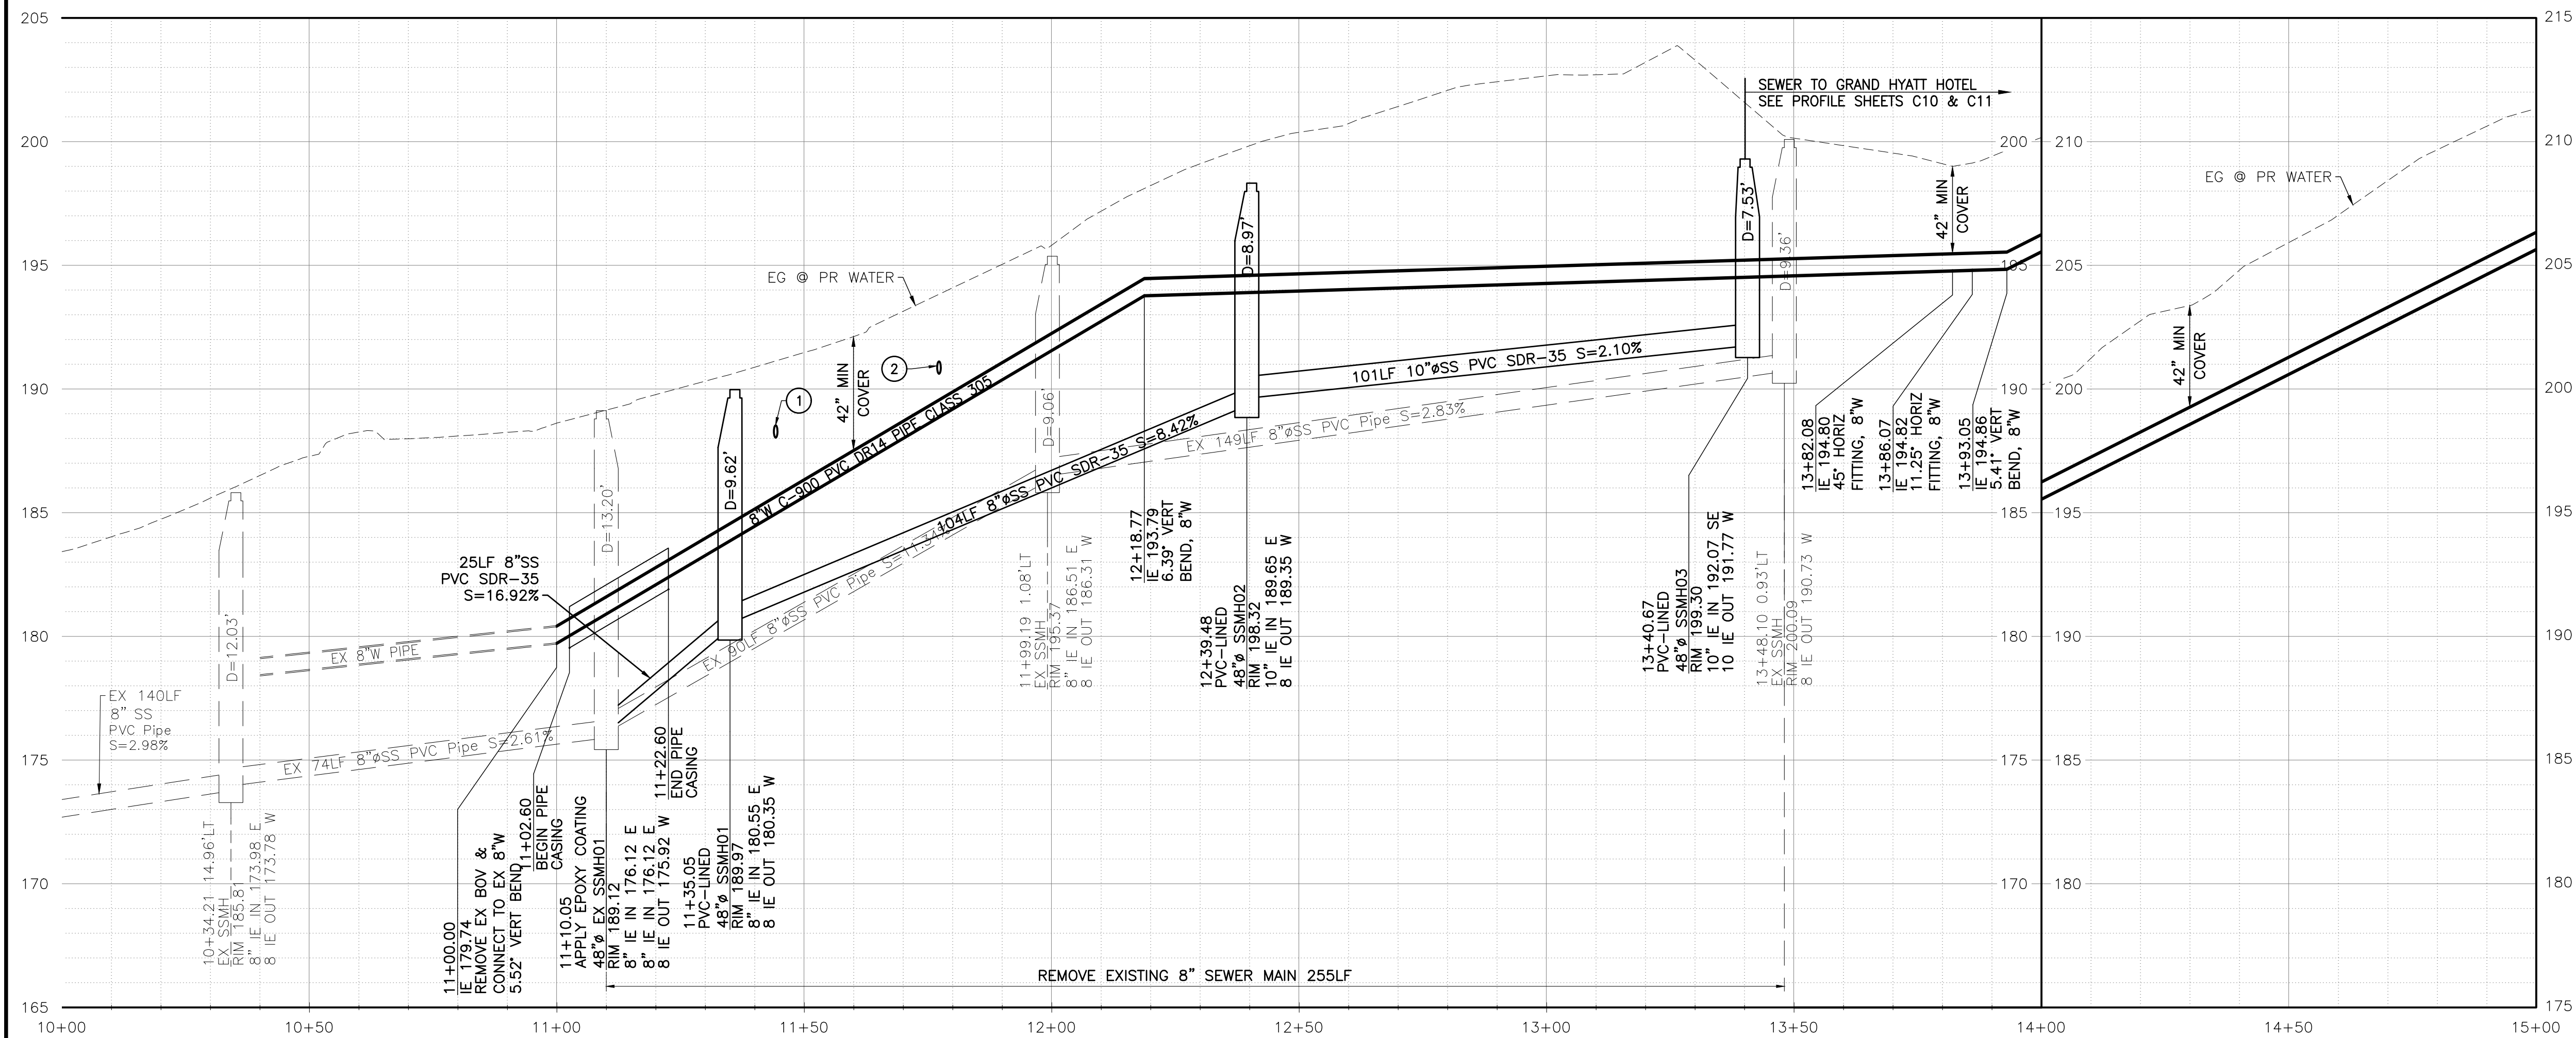 205
200
195
190
185
180
175
170
165
215
210
205
200
195
190
185
180
175
200
195
190
185
180
175
170
210
205
200
195
190
185
180
10+00
10+50
11+00
11+50
12+00
12+50
13+00
13+50
14+00
14+50
15+00
SEWER TO GRAND HYATT HOTEL
SEE PROFILE SHEETS C10 & C11
EG @ PR WATER
EG @ PR WATER
42" MIN
COVER
42" MIN
COVER
42" MIN
COVER
1
2
D=12.03'
D=13.20'
D=9.62'
D=9.06'
D=8.97'
D=7.53'
D=9.36'
8"W C-900 PVC DR14 PIPE CLASS 305
101LF 10"øSS PVC SDR-35 S=2.10%
104LF 8"øSS PVC SDR-35 S=8.42%
EX 149LF 8"øSS PVC Pipe S=2.83%
EX 90LF 8"øSS PVC Pipe S=11.34%
25LF 8"SS
PVC SDR-35
S=16.92%
EX 8"W PIPE
EX 140LF
8" SS
PVC Pipe
S=2.98%
EX 74LF 8"øSS PVC Pipe S=2.61%
10+34.21 14.96'LT
EX SSMH
RIM 185.81
8" IE IN 173.98 E
8 IE OUT 173.78 W
11+00.00
IE 179.74
REMOVE EX BOV &
CONNECT TO EX 8"W
5.52° VERT BEND
11+02.60
BEGIN PIPE
CASING
11+10.05
APPLY EPOXY COATING
48"ø EX SSMH01
RIM 189.12
8" IE IN 176.12 E
8" IE IN 176.12 E
8 IE OUT 175.92 W
11+22.60
END PIPE
CASING
11+35.05
PVC-LINED
48"ø SSMH01
RIM 189.97
8" IE IN 180.55 E
8 IE OUT 180.35 W
11+99.19 1.08'LT
EX SSMH
RIM 195.37
8" IE IN 186.51 E
8 IE OUT 186.31 W
12+18.77
IE 193.79
6.39° VERT
BEND, 8"W
12+39.48
PVC-LINED
48"ø SSMH02
RIM 198.32
10" IE IN 189.65 E
8 IE OUT 189.35 W
13+40.67
PVC-LINED
48"ø SSMH03
RIM 199.30
10" IE IN 192.07 SE
10 IE OUT 191.77 W
13+48.10 0.93'LT
EX SSMH
RIM 200.09
8 IE OUT 190.73 W
13+82.08
IE 194.80
45° HORIZ
FITTING, 8"W
13+86.07
IE 194.82
11.25° HORIZ
FITTING, 8"W
13+93.05
IE 194.86
5.41° VERT
BEND, 8"W
REMOVE EXISTING 8" SEWER MAIN 255LF